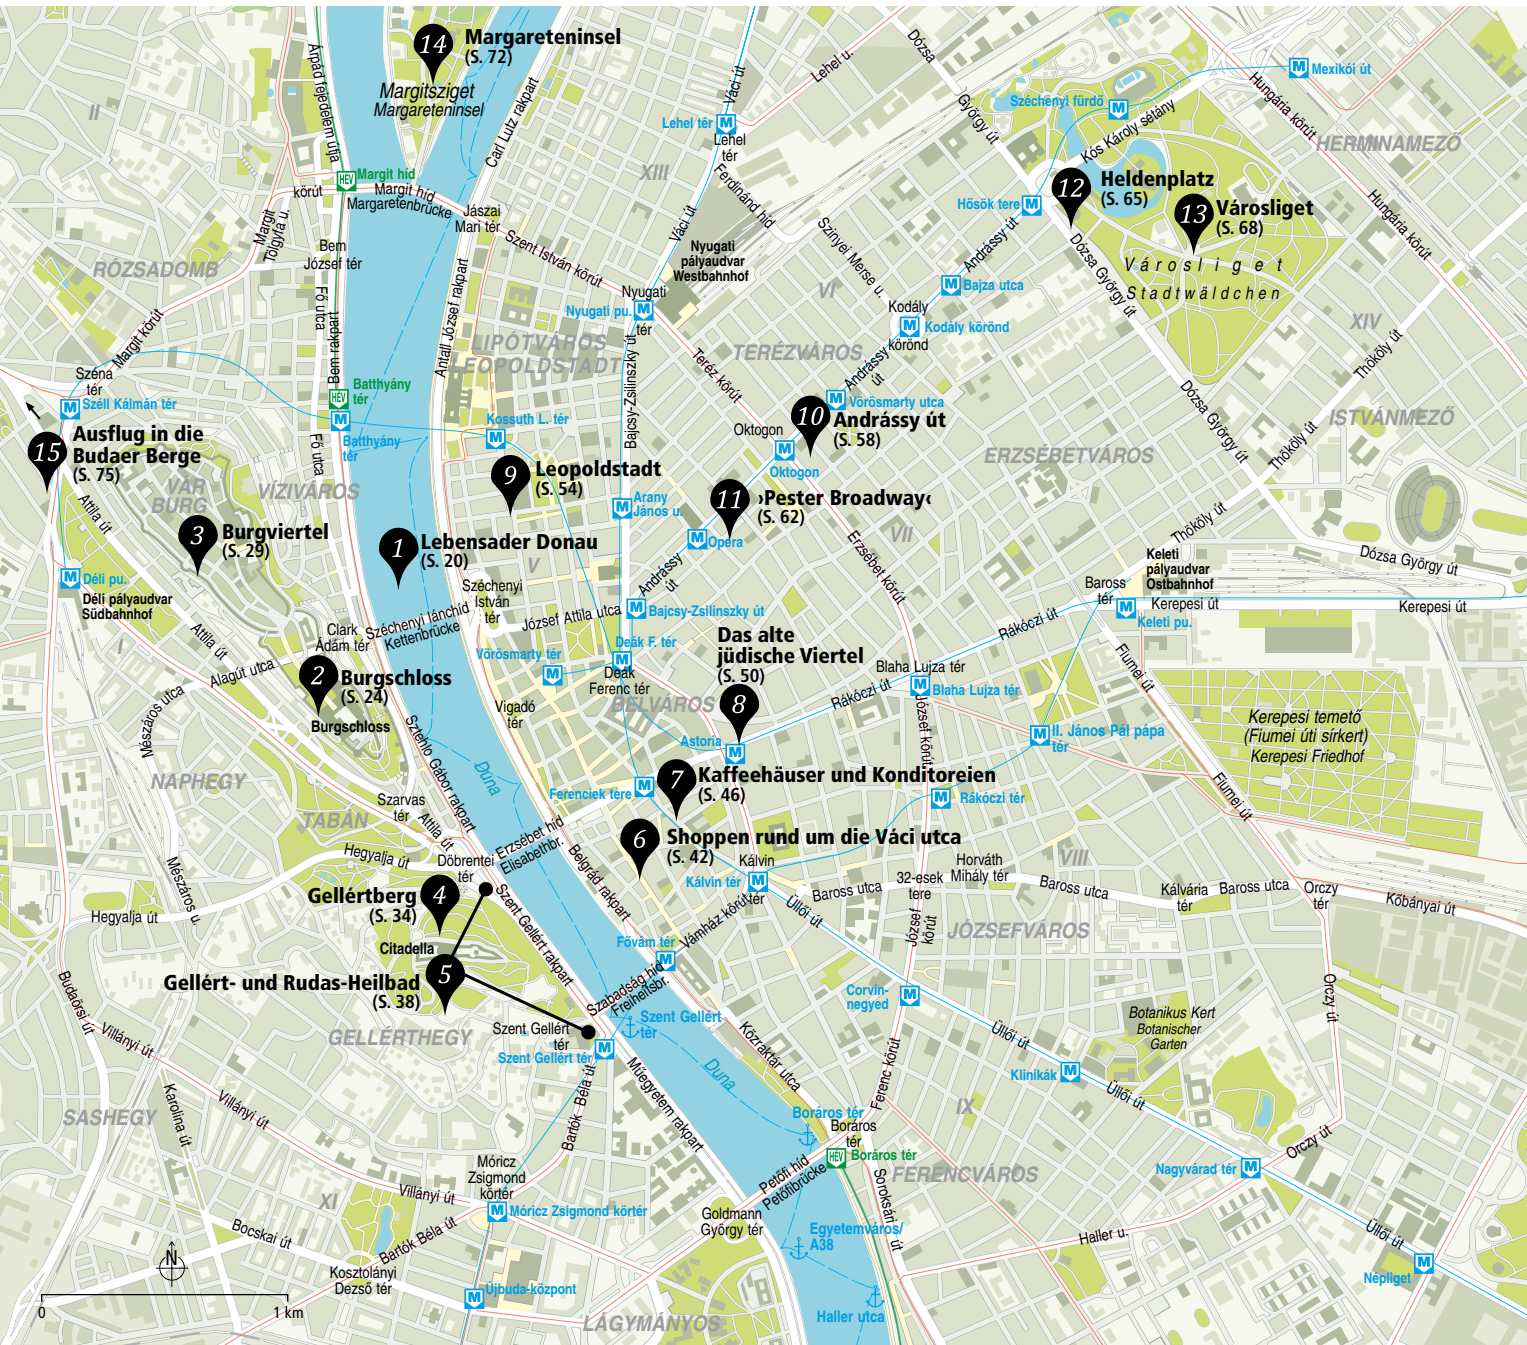 14
Margareteninsel
(S. 72)
Margitsziget
Margareteninsel
Árpád fejedelem útja
Carl Lutz rakpart
Váci út
Lehel u.
Dózsa
György út
Mexikói út
Széchenyi fürdő
Kós Károly sétány
Hungária körút
HERMINAMEZŐ
II
XIII
Lehel tér
Lehel
tér
Ferdinánd híd
HÉV
Margit híd
Margit híd
Margaretenbrücke
Margit
körút
Tölgyfa u.
Jászai
Mari tér
Szent István körút
Váci út
Nyugati
pályaudvar
Westbahnhof
Szinyei Merse u.
Hősök tere
12
Heldenplatz
(S. 65)
13
Városliget
(S. 68)
Városliget
Stadtwäldchen
Hungária körút
Andrássy út
Dózsa György út
Bajza utca
RÓZSADOMB
Bem
József tér
Fő utca
Bem rakpart
Antall József rakpart
Nyugati
tér
Nyugati pu.
VI
Kodály
körönd
Kodály körönd
XIV
LIPÓTVÁROS
LEOPOLDSTADT
TERÉZVÁROS
Teréz körút
Andrássy
út
Margit körút
Széna
tér
Széll Kálmán tér
HÉV
Batthyány
tér
Batthyány
tér
Kossuth L. tér
Bajcsy-Zsilinszky út
Vörösmarty utca
10
Andrássy út
(S. 58)
Oktogon
Oktogon
Thököly út
Dózsa György út
ISTVÁNMEZŐ
Thököly út
ERZSÉBETVÁROS
15
Ausflug in die
Budaer Berge
(S. 75)
VÁR
BURG
VÍZIVÁROS
Fő utca
9
Leopoldstadt
(S. 54)
Arany
János u.
11
›Pester Broadway‹
(S. 62)
Opera
VII
Thököly út
Attila út
3
Burgviertel
(S. 29)
1
Lebensader Donau
(S. 20)
V
Andrássy
út
Erzsébet körút
Keleti
pályaudvar
Ostbahnhof
Dózsa György út
Déli pu.
Déli pályaudvar
Südbahnhof
Széchenyi
István
tér
József Attila utca
Bajcsy-Zsilinszky út
Baross
tér
Kerepesi út
Kerepesi út
Keleti pu.
Attila út
Clark
Ádám tér
Széchenyi lánchíd
Kettenbrücke
Deák F. tér
Das alte
jüdische Viertel
(S. 50)
Rákóczi út
I
Alagút utca
Vörösmarty tér
Deák
Ferenc tér
Blaha Lujza tér
Blaha Lujza tér
Fiumei út
2
Burgschloss
(S. 24)
Burgschloss
Vigadó
tér
BELVÁROS
8
Rákóczi út
József körút
Mészáros utca
Sztehlo Gábor rakpart
Duna
Astoria
II. János Pál pápa
tér
Kerepesi temető
(Fiumei úti sírkert)
Kerepesi Friedhof
NAPHEGY
Ferenciek tere
7
Kaffeehäuser und Konditoreien
(S. 46)
Rákóczi tér
Fiumei út
TABÁN
Szarvas
tér
Attila út
6
Shoppen rund um die Váci utca
(S. 42)
Hegyalja út
Döbrentei
tér
Erzsébet híd
Elisabethbr.
Belgrád rakpart
Kálvin
tér
Kálvin tér
Horváth
Mihály tér
VIII
Mészáros u.
Gellértberg
(S. 34)
4
Szent Gellért rakpart
Vámház körút
Üllői út
Baross utca
32-esek
tere
Baross utca
Kálvária
tér
Baross utca
Orczy
tér
Kőbányai út
Hegyalja út
Citadella
Fővám tér
József
körút
JÓZSEFVÁROS
Gellért- und Rudas-Heilbad
(S. 38)
5
Szabadság híd
Freiheitsbr.
Budaörsi út
Corvin-
negyed
Orczy út
GELLÉRTHEGY
Szent Gellért
tér
Szent Gellért
tér
Szent Gellért tér
Közraktár utca
Botanikus Kert
Botanischer
Garten
Villányi út
Üllői út
Duna
Ferenc körút
Klinikák
Üllői út
SASHEGY
Karolina út
Villányi út
Bartók Béla út
Műegyetem rakpart
Boráros tér
Boráros
tér
HÉV
Boráros tér
IX
Orczy út
Móricz
Zsigmond
körtér
Petőfi híd
Petőfibrücke
FERENCVÁROS
Nagyvárad tér
XI
Villányi út
Móricz Zsigmond körtér
Goldmann
György tér
Soroksári út
Bocskai út
Bartók Béla út
Egyetemváros/
A38
Haller u.
Üllői út
N
Kosztolányi
Dezső tér
Újbuda-központ
Népliget
0
1 km
LÁGYMÁNYOS
Haller utca